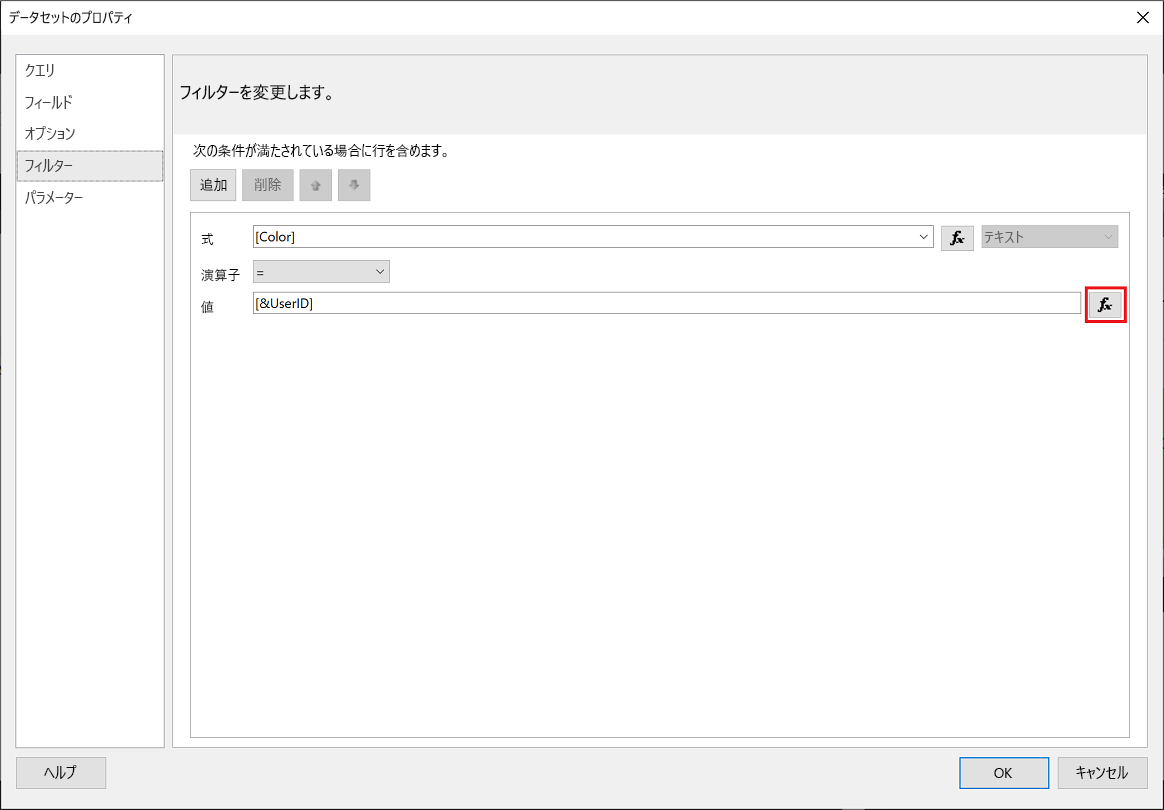 データセットのプロパティ
クエリ
フィールド
オプション
フィルター
パラメーター
フィルターを変更します。
次の条件が満たされている場合に行を含めます。
追加 削除
式 [Color] fx テキスト
演算子 =
値 [&UserID] fx
ヘルプ OK キャンセル